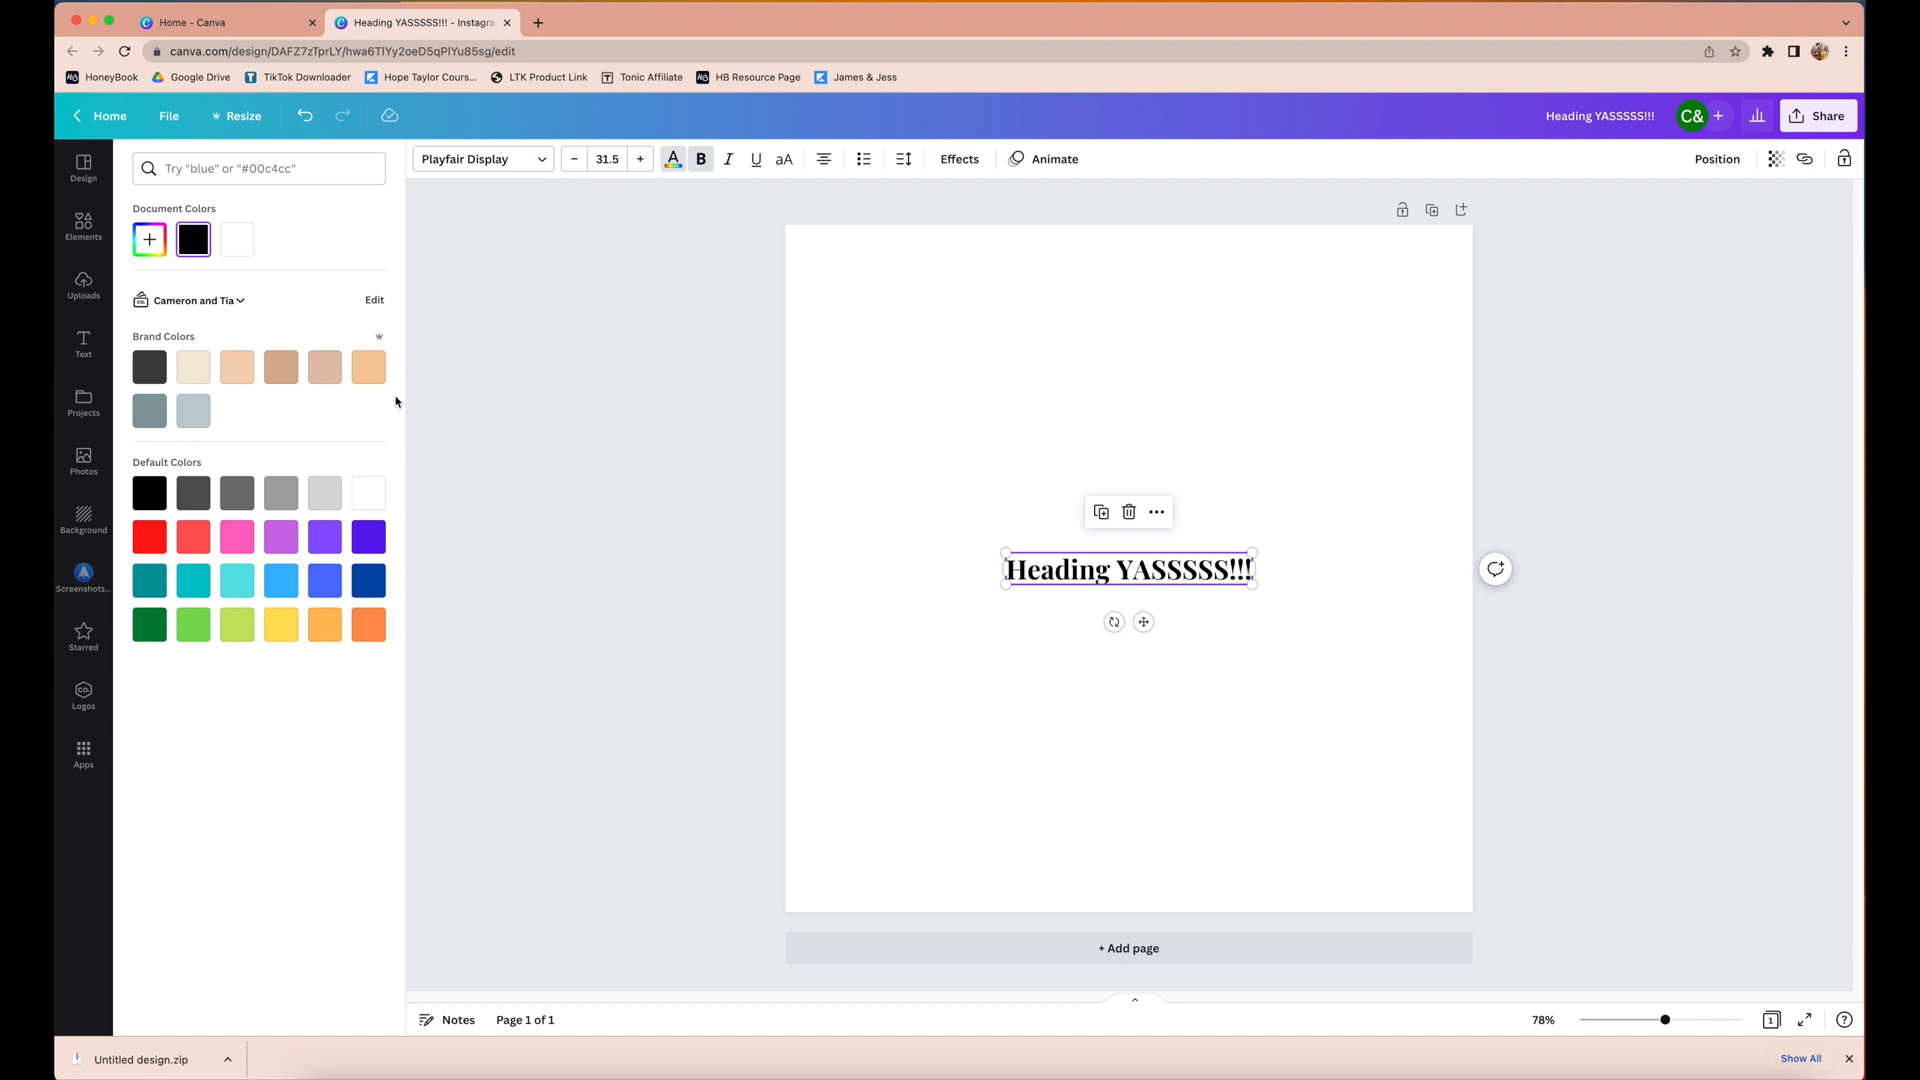 Home - Canva
Heading YASSSSS!!! - Instagra
canva.com/design/DAFZ7zTprLY/hwa6TlYy2oeD5qPIYu85sg/edit
HoneyBook
Google Drive
TikTok Downloader
Hope Taylor Cours...
LTK Product Link
Tonic Affiliate
HB Resource Page
James & Jess
Home
File
Resize
Heading YASSSSS!!!
C&
Share
Try "blue" or "#00c4cc"
Playfair Display
31.5
A
B
I
U
aA
Effects
Animate
Position
Design
Elements
Uploads
Text
Projects
Photos
Background
Screenshots...
Starred
Logos
Apps
Document Colors
Cameron and Tia
Edit
Brand Colors
Default Colors
Heading YASSSSS!!!
+ Add page
Notes
Page 1 of 1
78%
1
Untitled design.zip
Show All